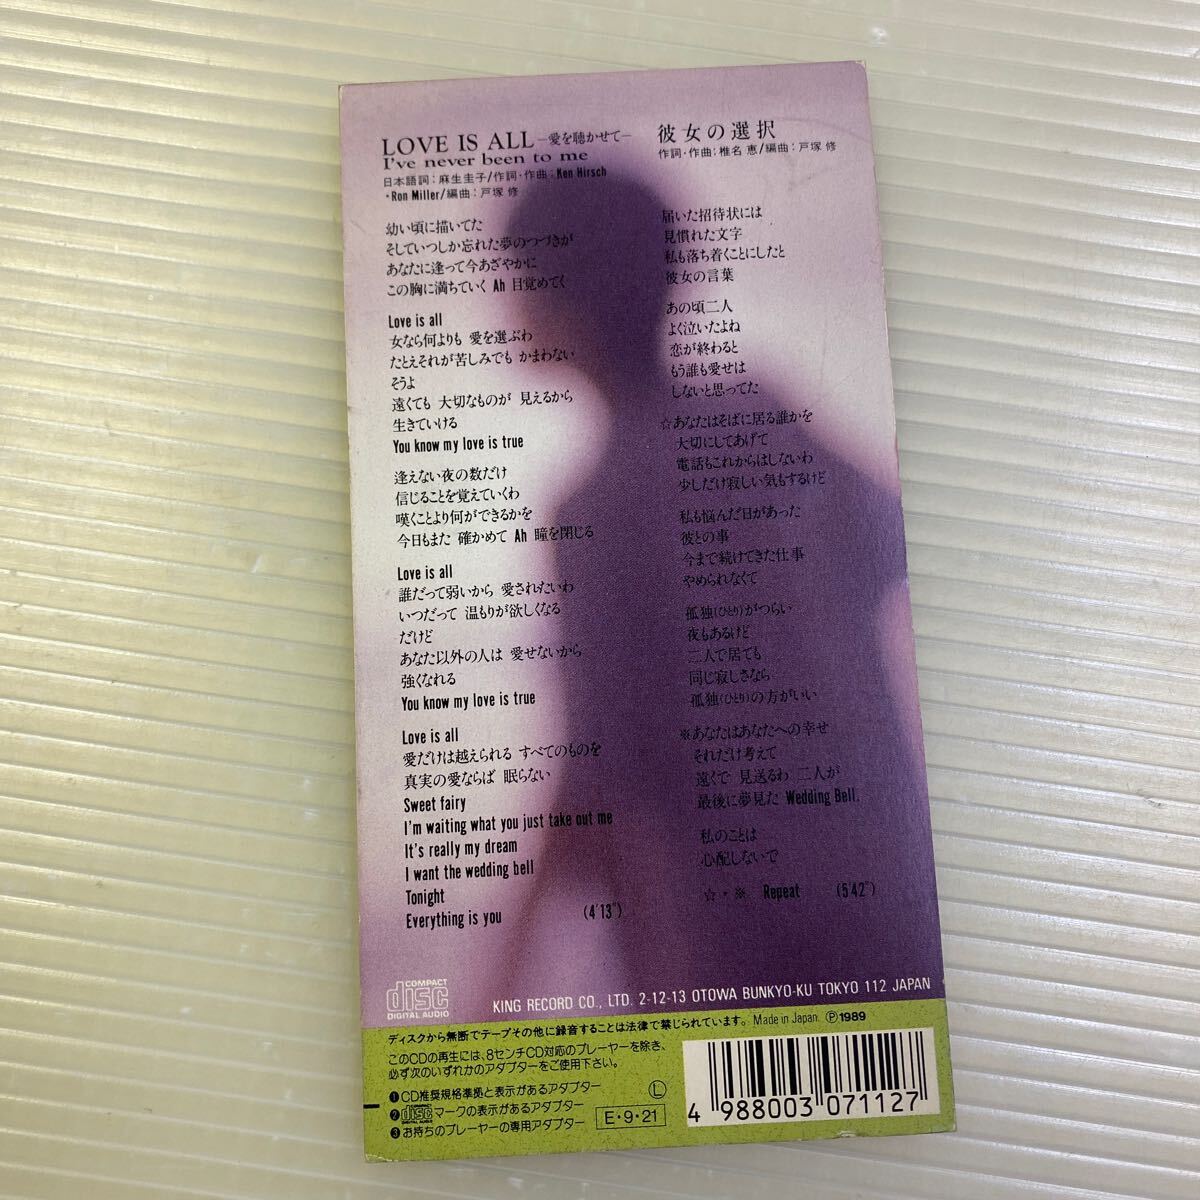 LOVE IS ALL ―愛を聴かせて―
I've never been to me
日本語詞：麻生圭子/作詞・作曲：Ken Hirsch
・Ron Miller/編曲：戸塚 修
幼い頃に描いてた
そしていつしか忘れた夢のつづきが
あなたに逢って今あざやかに
この胸に満ちていく Ah 目覚めてく
Love is all
女なら何よりも 愛を選ぶわ
たとえそれが苦しみでも かまわない
そうよ
遠くても 大切なものが 見えるから
生きていける
You know my love is true
逢えない夜の数だけ
信じることを覚えていくわ
嘆くことより何ができるかを
今日もまた 確かめて Ah 瞳を閉じる
Love is all
誰だって弱いから 愛されたいわ
いつだって 温もりが欲しくなる
だけど
あなた以外の人は 愛せないから
強くなれる
You know my love is true
Love is all
愛だけは越えられる すべてのものを
真実の愛ならば 眠らない
Sweet fairy
I'm waiting what you just take out me
It's really my dream
I want the wedding bell
Tonight
Everything is you (4'13")
彼女の選択
作詞・作曲：椎名 恵/編曲：戸塚 修
届いた招待状には
見慣れた文字
私も落ち着くことにしたと
彼女の言葉
あの頃二人
よく泣いたよね
恋が終わると
もう誰も愛せは
しないと思ってた
☆あなたはそばに居る誰かを
大切にしてあげて
電話もこれからはしないわ
少しだけ寂しい気もするけど
私も悩んだ日があった
彼との事
今まで続けてきた仕事
やめられなくて
孤独(ひとり)がつらい
夜もあるけど
二人で居ても
同じ寂しさなら
孤独(ひとり)の方がいい
※あなたはあなたへの幸せ
それだけ考えて
遠くで 見送るわ 二人が
最後に夢見た Wedding Bell.
私のことは
心配しないで
☆・※ Repeat (5'42")
COMPACT
disc
DIGITAL AUDIO
KING RECORD CO., LTD. 2-12-13 OTOWA BUNKYO-KU TOKYO 112 JAPAN
ディスクから無断でテープその他に録音することは法律で禁じられています。 Made in Japan. ℗1989
このCDの再生には、8センチCD対応のプレーヤーを除き、
必ず次のいずれかのアダプターをご使用下さい。
❶CD推奨規格準拠と表示があるアダプター
❷COMPACT disc DIGITAL AUDIO マークの表示があるアダプター
❸お持ちのプレーヤーの専用アダプター
Ⓛ
E・9・21
4 988003 071127